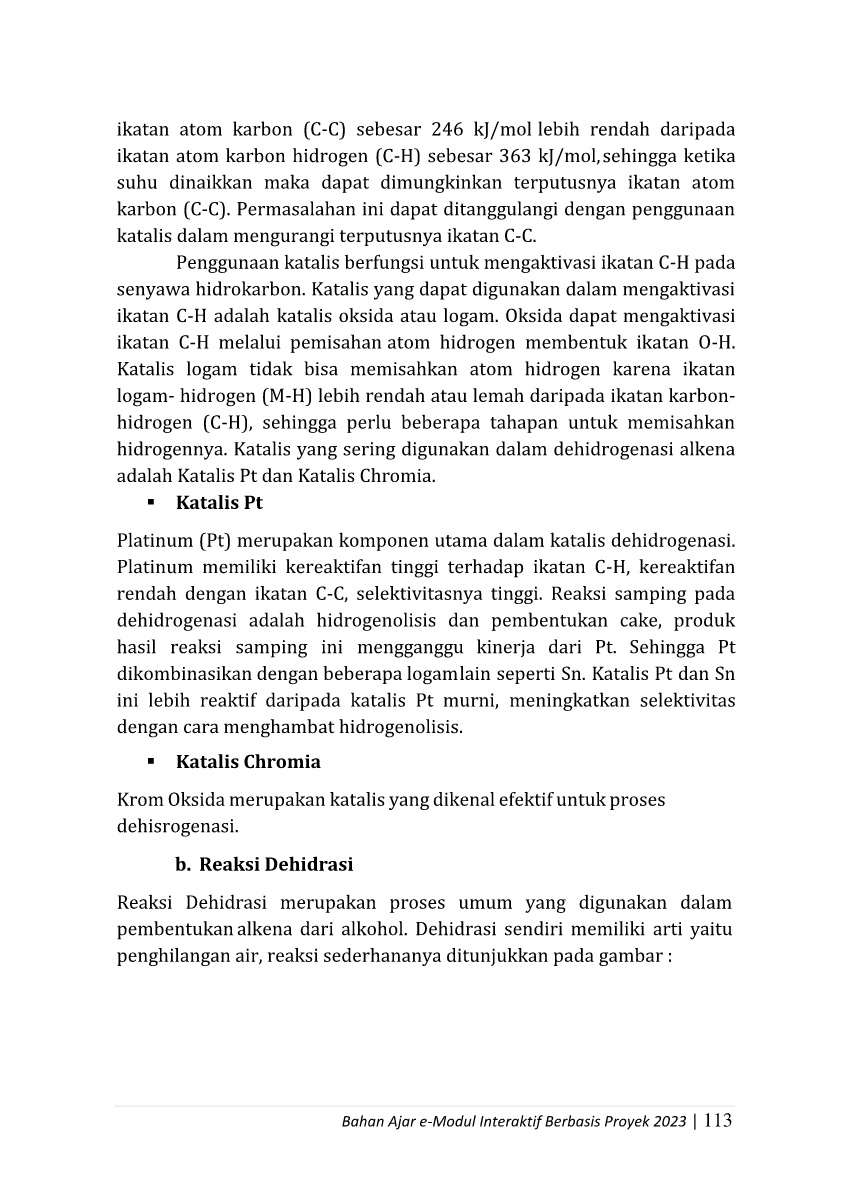 ikatan atom karbon (C-C) sebesar 246 kJ/mol lebih rendah daripada
ikatan atom karbon hidrogen (C-H) sebesar 363 kJ/mol, sehingga ketika
suhu dinaikkan maka dapat dimungkinkan terputusnya ikatan atom
karbon (C-C). Permasalahan ini dapat ditanggulangi dengan penggunaan
katalis dalam mengurangi terputusnya ikatan C-C.
Penggunaan katalis berfungsi untuk mengaktivasi ikatan C-H pada
senyawa hidrokarbon. Katalis yang dapat digunakan dalam mengaktivasi
ikatan C-H adalah katalis oksida atau logam. Oksida dapat mengaktivasi
ikatan C-H melalui pemisahan atom hidrogen membentuk ikatan O-H.
Katalis logam tidak bisa memisahkan atom hidrogen karena ikatan
logam- hidrogen (M-H) lebih rendah atau lemah daripada ikatan karbon-
hidrogen (C-H), sehingga perlu beberapa tahapan untuk memisahkan
hidrogennya. Katalis yang sering digunakan dalam dehidrogenasi alkena
adalah Katalis Pt dan Katalis Chromia.
▪ Katalis Pt
Platinum (Pt) merupakan komponen utama dalam katalis dehidrogenasi.
Platinum memiliki kereaktifan tinggi terhadap ikatan C-H, kereaktifan
rendah dengan ikatan C-C, selektivitasnya tinggi. Reaksi samping pada
dehidrogenasi adalah hidrogenolisis dan pembentukan cake, produk
hasil reaksi samping ini mengganggu kinerja dari Pt. Sehingga Pt
dikombinasikan dengan beberapa logamlain seperti Sn. Katalis Pt dan Sn
ini lebih reaktif daripada katalis Pt murni, meningkatkan selektivitas
dengan cara menghambat hidrogenolisis.
▪ Katalis Chromia
Krom Oksida merupakan katalis yang dikenal efektif untuk proses
dehisrogenasi.
b. Reaksi Dehidrasi
Reaksi Dehidrasi merupakan proses umum yang digunakan dalam
pembentukan alkena dari alkohol. Dehidrasi sendiri memiliki arti yaitu
penghilangan air, reaksi sederhananya ditunjukkan pada gambar :
Bahan Ajar e-Modul Interaktif Berbasis Proyek 2023 | 113